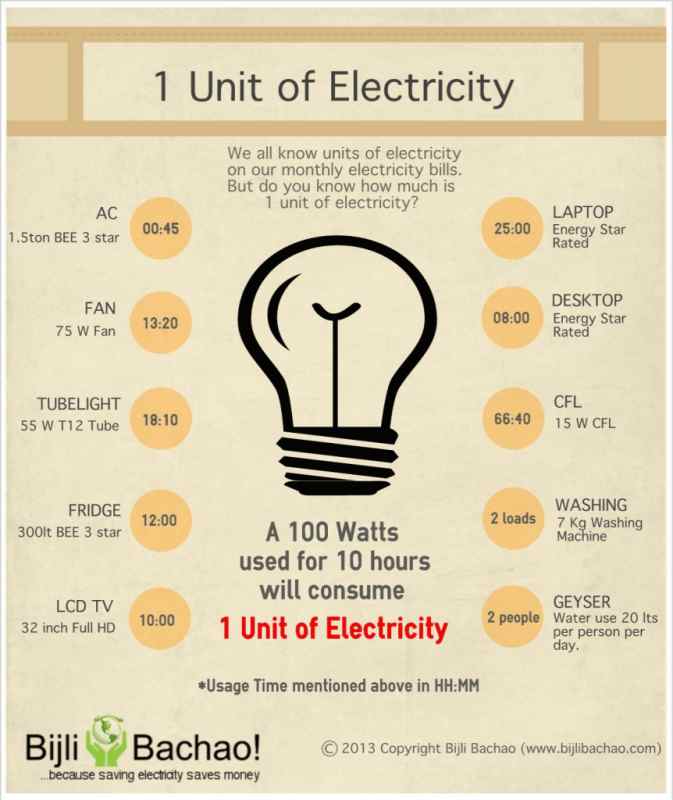 1 Unit of Electricity
We all know units of electricity
on our monthly electricity bills.
But do you know how much is
1 unit of electricity?
AC
1.5ton BEE 3 star
00:45
FAN
75 W Fan
13:20
TUBELIGHT
55 W T12 Tube
18:10
FRIDGE
300lt BEE 3 star
12:00
LCD TV
32 inch Full HD
10:00
25:00
LAPTOP
Energy Star
Rated
08:00
DESKTOP
Energy Star
Rated
66:40
CFL
15 W CFL
2 loads
WASHING
7 Kg Washing
Machine
2 people
GEYSER
Water use 20 lts
per person per
day.
A 100 Watts
used for 10 hours
will consume
1 Unit of Electricity
*Usage Time mentioned above in HH:MM
Bijli Bachao!
...because saving electricity saves money
© 2013 Copyright Bijli Bachao (www.bijlibachao.com)